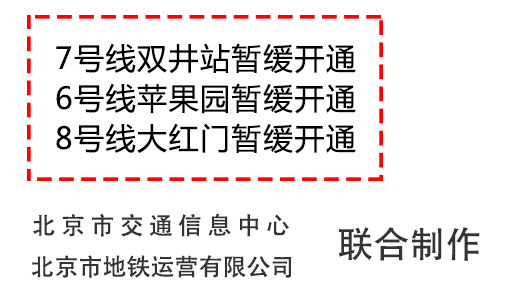 7号线双井站暂缓开通
6号线苹果园暂缓开通
8号线大红门暂缓开通
北京市交通信息中心
北京市地铁运营有限公司
联合制作